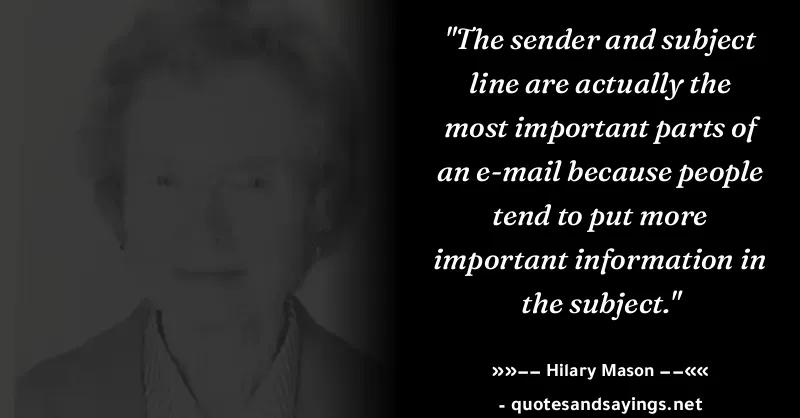 "The sender and subject
line are actually the
most important parts of
an e-mail because people
tend to put more
important information in
the subject."
»»–– Hilary Mason ––««
- quotesandsayings.net